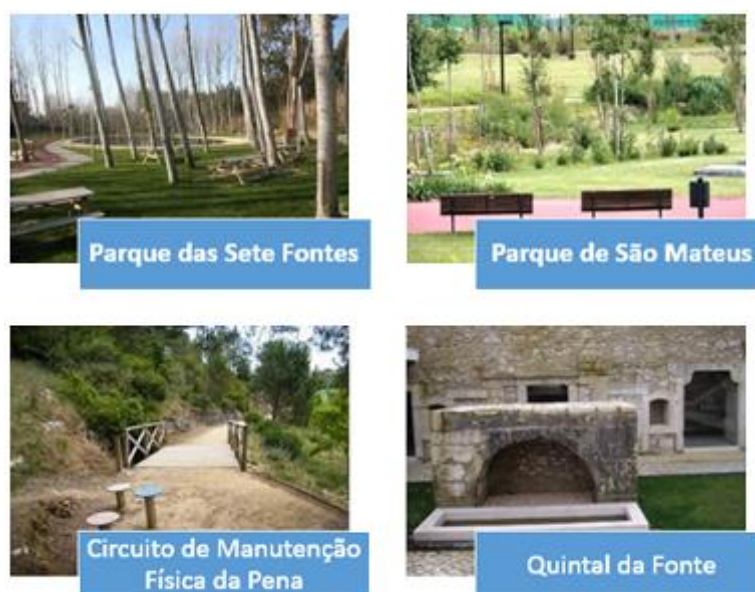 Parque das Sete Fontes
Parque de São Mateus
Circuito de Manutenção
Física da Pena
Quintal da Fonte